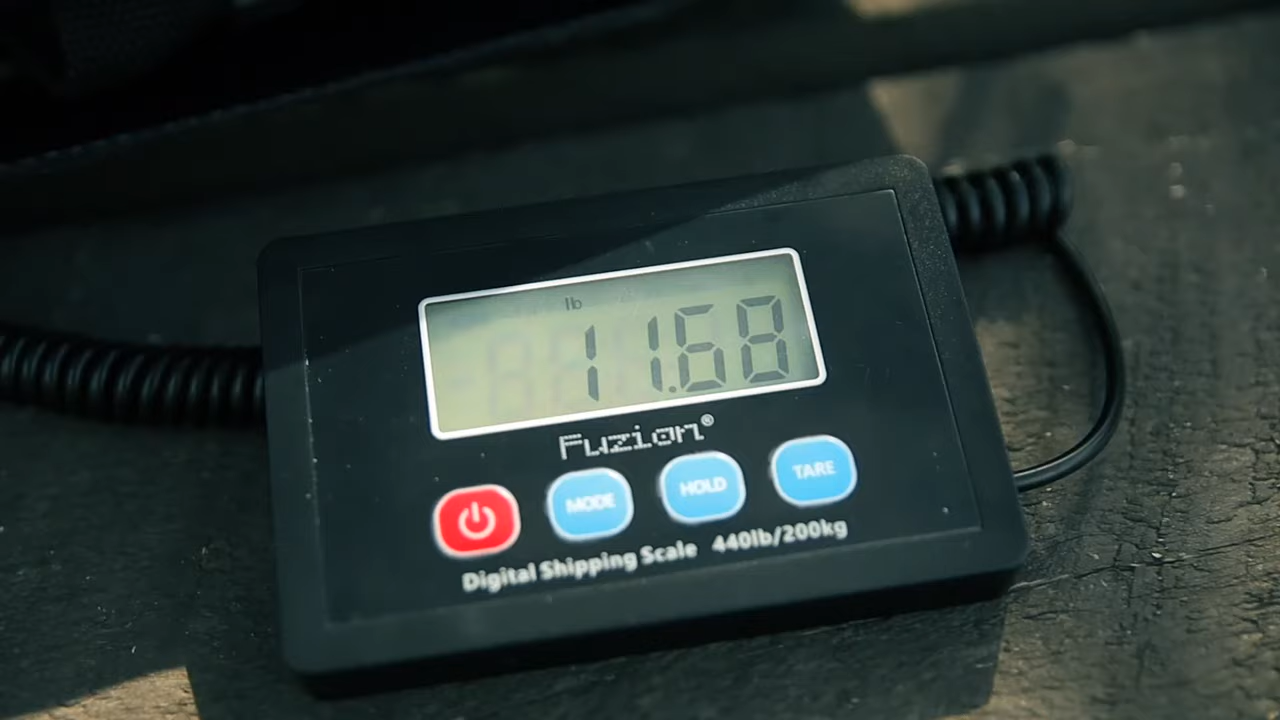 lb
11.68
Fuzion®
MODE HOLD TARE
Digital Shipping Scale 440lb/200kg